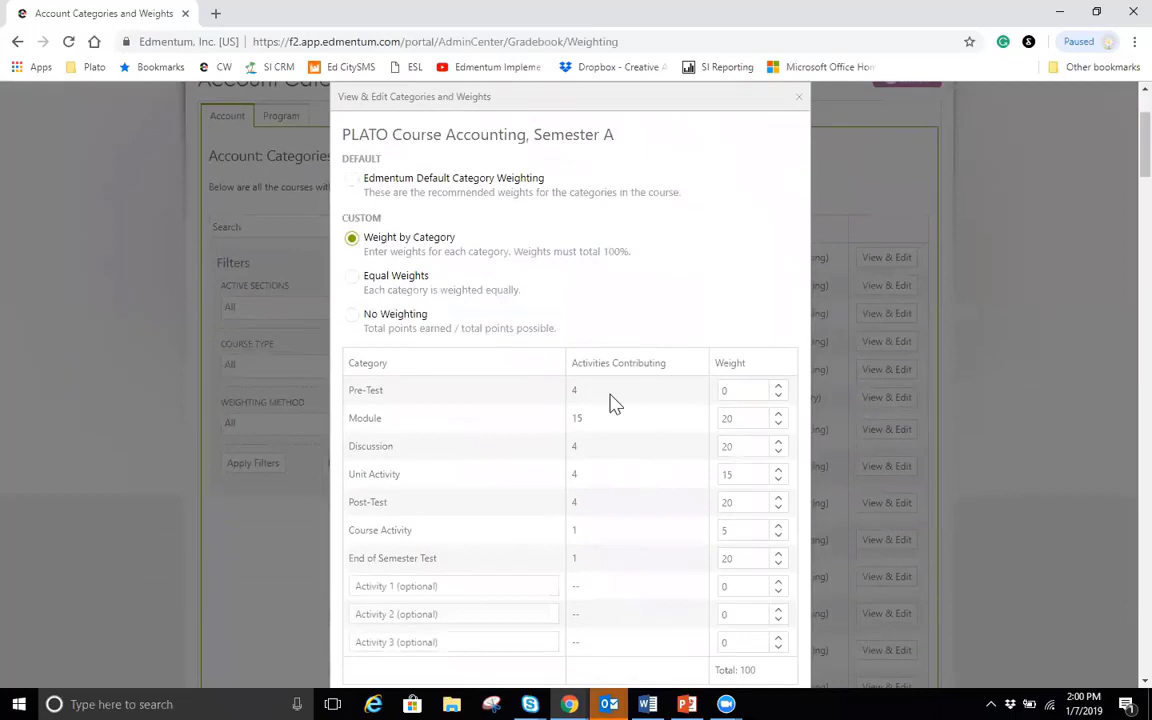 Account Categories and Weights
Edmentum, Inc. [US] | https://f2.app.edmentum.com/portal/AdminCenter/Gradebook/Weighting
Paused
Apps Plato Bookmarks CW SI CRM Ed CitySMS ESL Edmentum Impleme Dropbox - Creative SI Reporting Microsoft Office Hon Other bookmarks
View & Edit Categories and Weights
Account Program
PLATO Course Accounting, Semester A
Account: Categories
DEFAULT
Edmentum Default Category Weighting
Below are all the courses wit
These are the recommended weights for the categories in the course.
CUSTOM
Search
Weight by Category
Enter weights for each category. Weights must total 100%.
Filters
View & Edit
Equal Weights
ACTIVE SECTIONS
View & Edit
Each category is weighted equally.
All
No Weighting
View & Edit
Total points earned / total points possible.
COURSE TYPE
View & Edit
All
Category Activities Contributing Weight
View & Edit
Pre-Test 4 0
WEIGHTING METHOD
View & Edit
Module 15 20
All
View & Edit
Discussion 4 20
Apply Filters
View & Edit
Unit Activity 4 15
Post-Test 4 20
View & Edit
Course Activity 1 5
View & Edit
End of Semester Test 1 20
View & Edit
Activity 1 (optional) -- 0
Activity 2 (optional) -- 0
View & Edit
Activity 3 (optional) -- 0
View & Edit
Total: 100
Type here to search
2:00 PM
1/7/2019